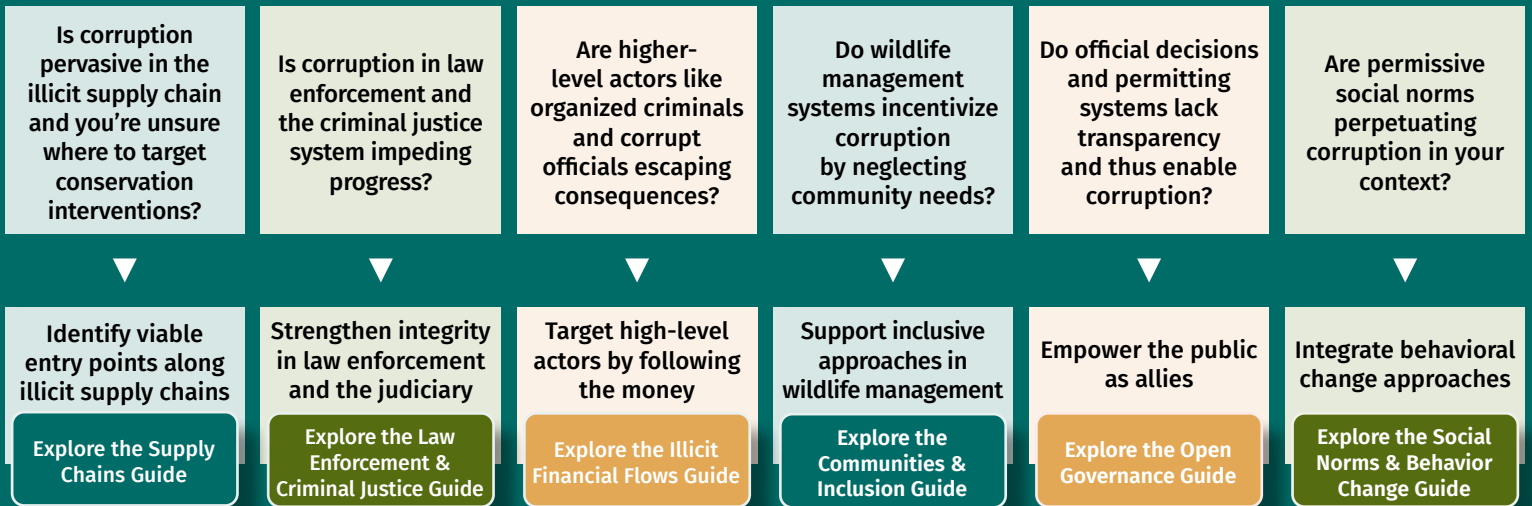 Is corruption
pervasive in the
illicit supply chain
and you're unsure
where to target
conservation
interventions?
Is corruption in law
enforcement and
the criminal justice
system impeding
progress?
Are higher-
level actors like
organized criminals
and corrupt
officials escaping
consequences?
Do wildlife
management
systems incentivize
corruption
by neglecting
community needs?
Do official decisions
and permitting
systems lack
transparency
and thus enable
corruption?
Are permissive
social norms
perpetuating
corruption in your
context?
Identify viable
entry points along
illicit supply chains
Explore the Supply
Chains Guide
Strengthen integrity
in law enforcement
and the judiciary
Explore the Law
Enforcement &
Criminal Justice Guide
Target high-level
actors by following
the money
Explore the Illicit
Financial Flows Guide
Support inclusive
approaches in
wildlife management
Explore the
Communities &
Inclusion Guide
Empower the public
as allies
Explore the Open
Governance Guide
Integrate behavioral
change approaches
Explore the Social
Norms & Behavior
Change Guide